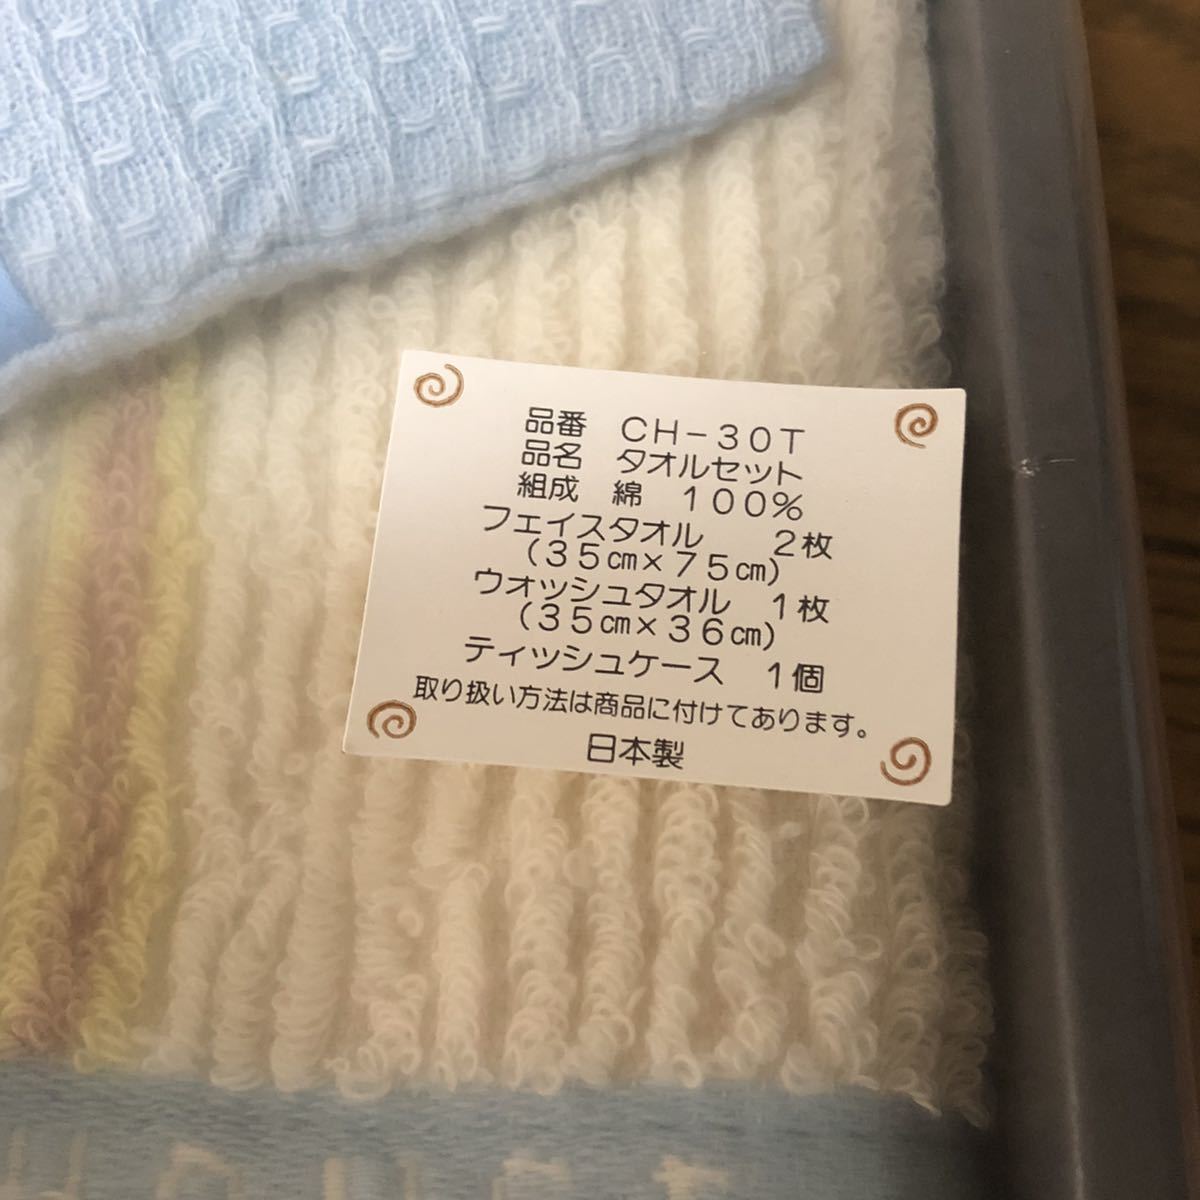 品番　ＣＨ－３０Ｔ
品名　タオルセット
組成　綿　１００％
フェイスタオル　２枚
（３５㎝×７５㎝）
ウオッシュタオル　１枚
（３５㎝×３６㎝）
ティッシュケース　１個
取り扱い方法は商品に付けてあります。
日本製